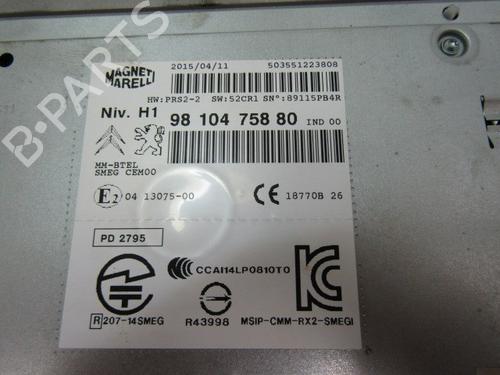 B-PARTS
MAGNETI MARELLI
2015/04/11 503551223808
HW:PRS2-2 SW:52CR1 SN°:89115PB4R
Niv. H1 98 104 758 80 IND 00
MM-BTEL
SMEG CEM00
E2 04 13075-00 CE 18770B 26
PD 2795
CCAI14LP0810T0
R 207-14SMEG R43998 MSIP-CMM-RX2-SMEGI